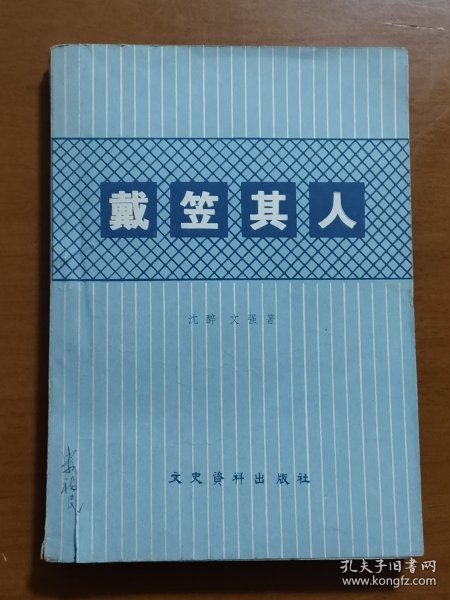 戴笠其人
沈醉 文强著
文史资料出版社
孔夫子旧书网
www.kongfz.com